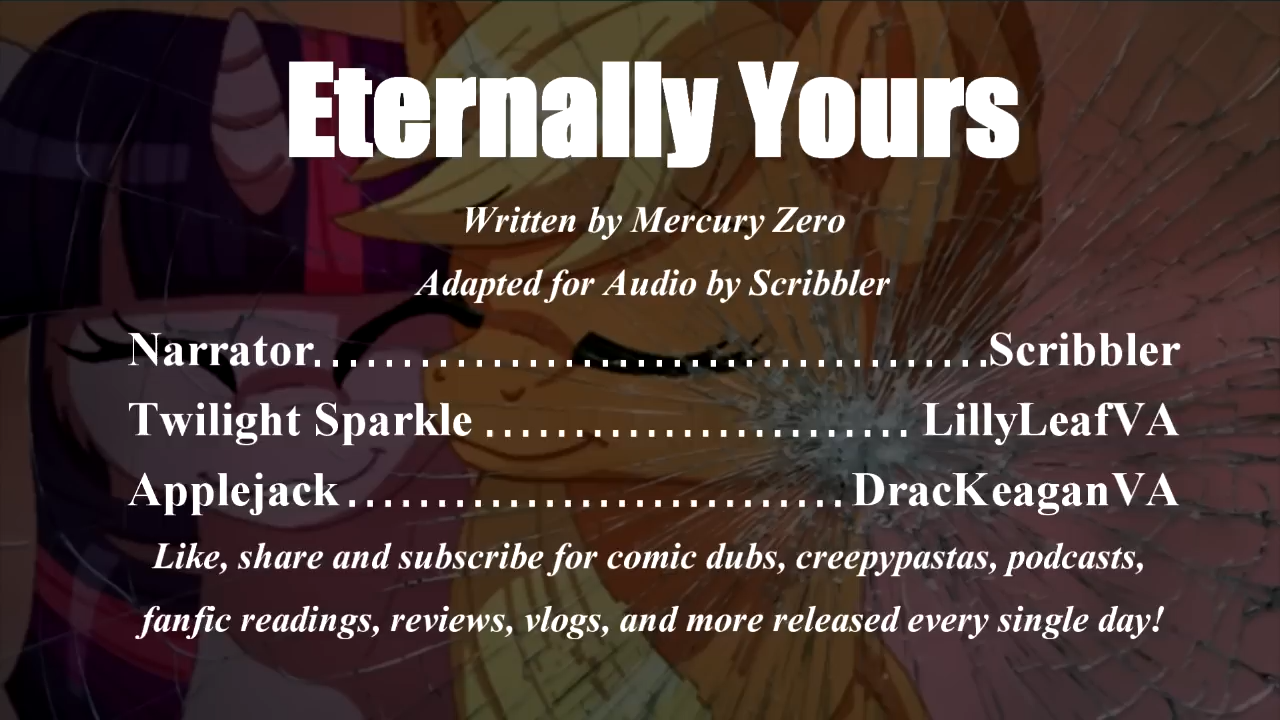 Eternally Yours
Written by Mercury Zero
Adapted for Audio by Scribbler
Narrator.......................................Scribbler
Twilight Sparkle ........................ LillyLeafVA
Applejack............................ DracKeaganVA
Like, share and subscribe for comic dubs, creepypastas, podcasts,
fanfic readings, reviews, vlogs, and more released every single day!